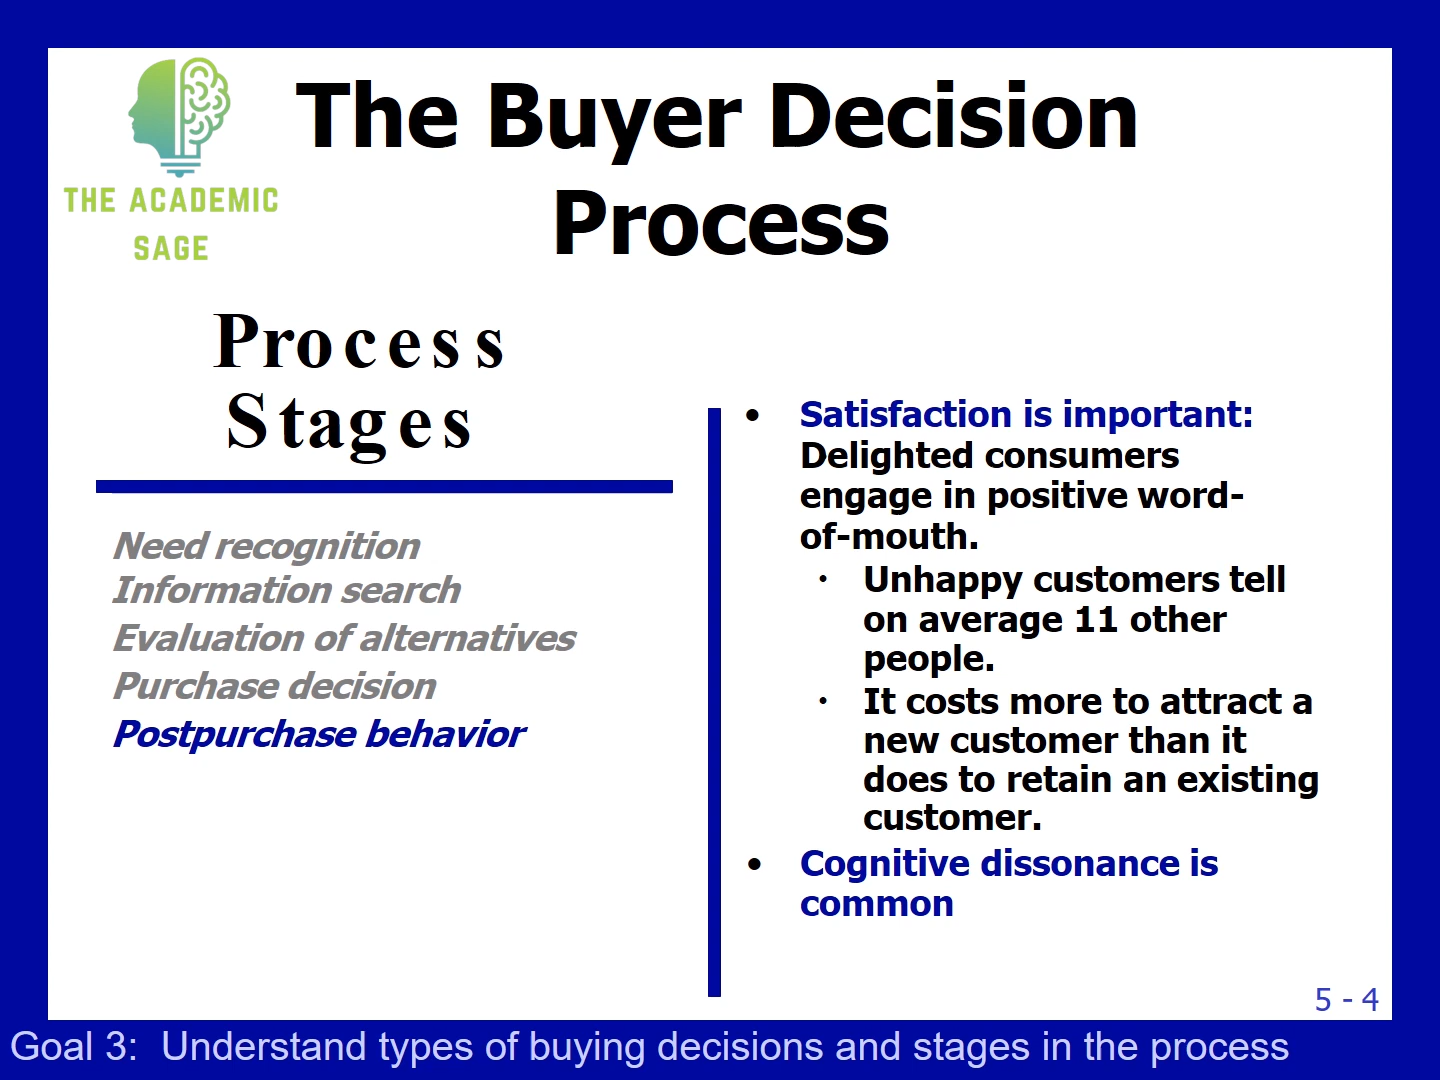 THE ACADEMIC
SAGE
The Buyer Decision
Process
Process
Stages
Need recognition
Information search
Evaluation of alternatives
Purchase decision
Postpurchase behavior
• Satisfaction is important:
Delighted consumers
engage in positive word-
of-mouth.
• Unhappy customers tell
on average 11 other
people.
• It costs more to attract a
new customer than it
does to retain an existing
customer.
• Cognitive dissonance is
common
5 - 4
Goal 3:  Understand types of buying decisions and stages in the process